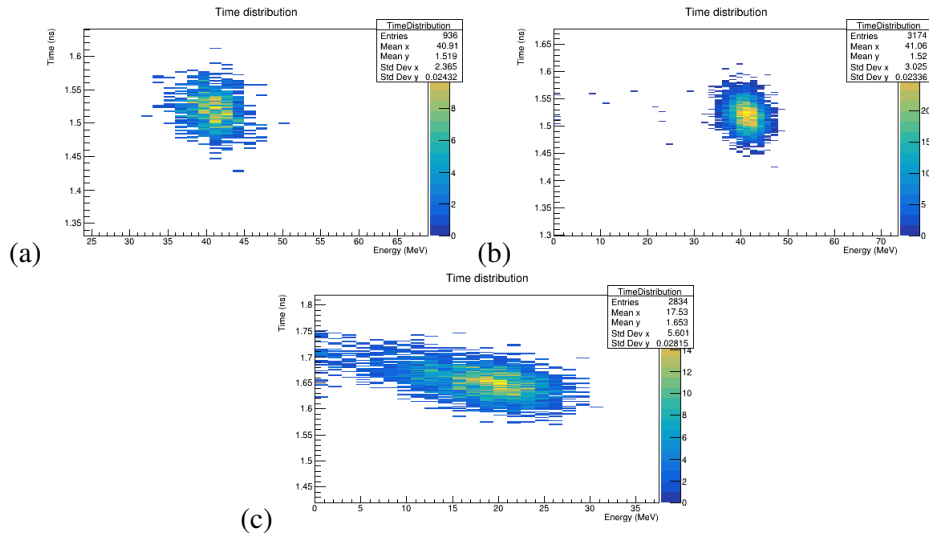 Time distribution
TimeDistribution
Entries 936
Mean x 40.91
Mean y 1.519
Std Dev x 2.365
Std Dev y 0.02432
Time (ns)
1.6
1.55
1.5
1.45
1.4
1.35
25 30 35 40 45 50 55 60 65
Energy (MeV)
8
6
4
2
0
(a)
Time distribution
TimeDistribution
Entries 3174
Mean x 41.06
Mean y 1.52
Std Dev x 3.025
Std Dev y 0.02336
Time (ns)
1.65
1.6
1.55
1.5
1.45
1.4
1.35
1.3
0 10 20 30 40 50 60 70
Energy (MeV)
20
15
10
5
0
(b)
Time distribution
TimeDistribution
Entries 2834
Mean x 17.53
Mean y 1.653
Std Dev x 5.601
Std Dev y 0.02815
Time (ns)
1.8
1.75
1.7
1.65
1.6
1.55
1.5
1.45
0 5 10 15 20 25 30 35
Energy (MeV)
14
12
10
8
6
4
2
0
(c)